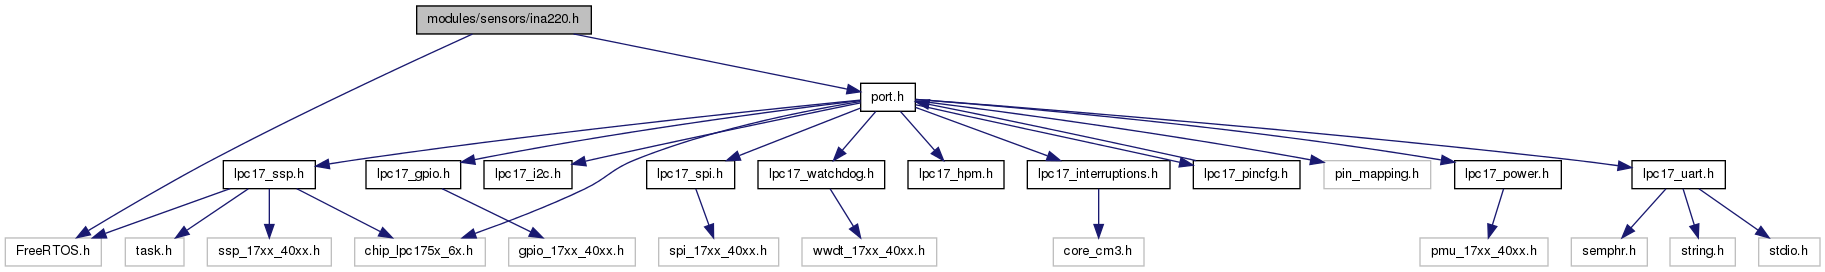 modules/sensors/ina220.h
port.h
lpc17_ssp.h
lpc17_gpio.h
lpc17_i2c.h
lpc17_spi.h
lpc17_watchdog.h
lpc17_hpm.h
lpc17_interruptions.h
lpc17_pincfg.h
pin_mapping.h
lpc17_power.h
lpc17_uart.h
FreeRTOS.h
task.h
ssp_17xx_40xx.h
chip_lpc175x_6x.h
gpio_17xx_40xx.h
spi_17xx_40xx.h
wwdt_17xx_40xx.h
core_cm3.h
pmu_17xx_40xx.h
semphr.h
string.h
stdio.h